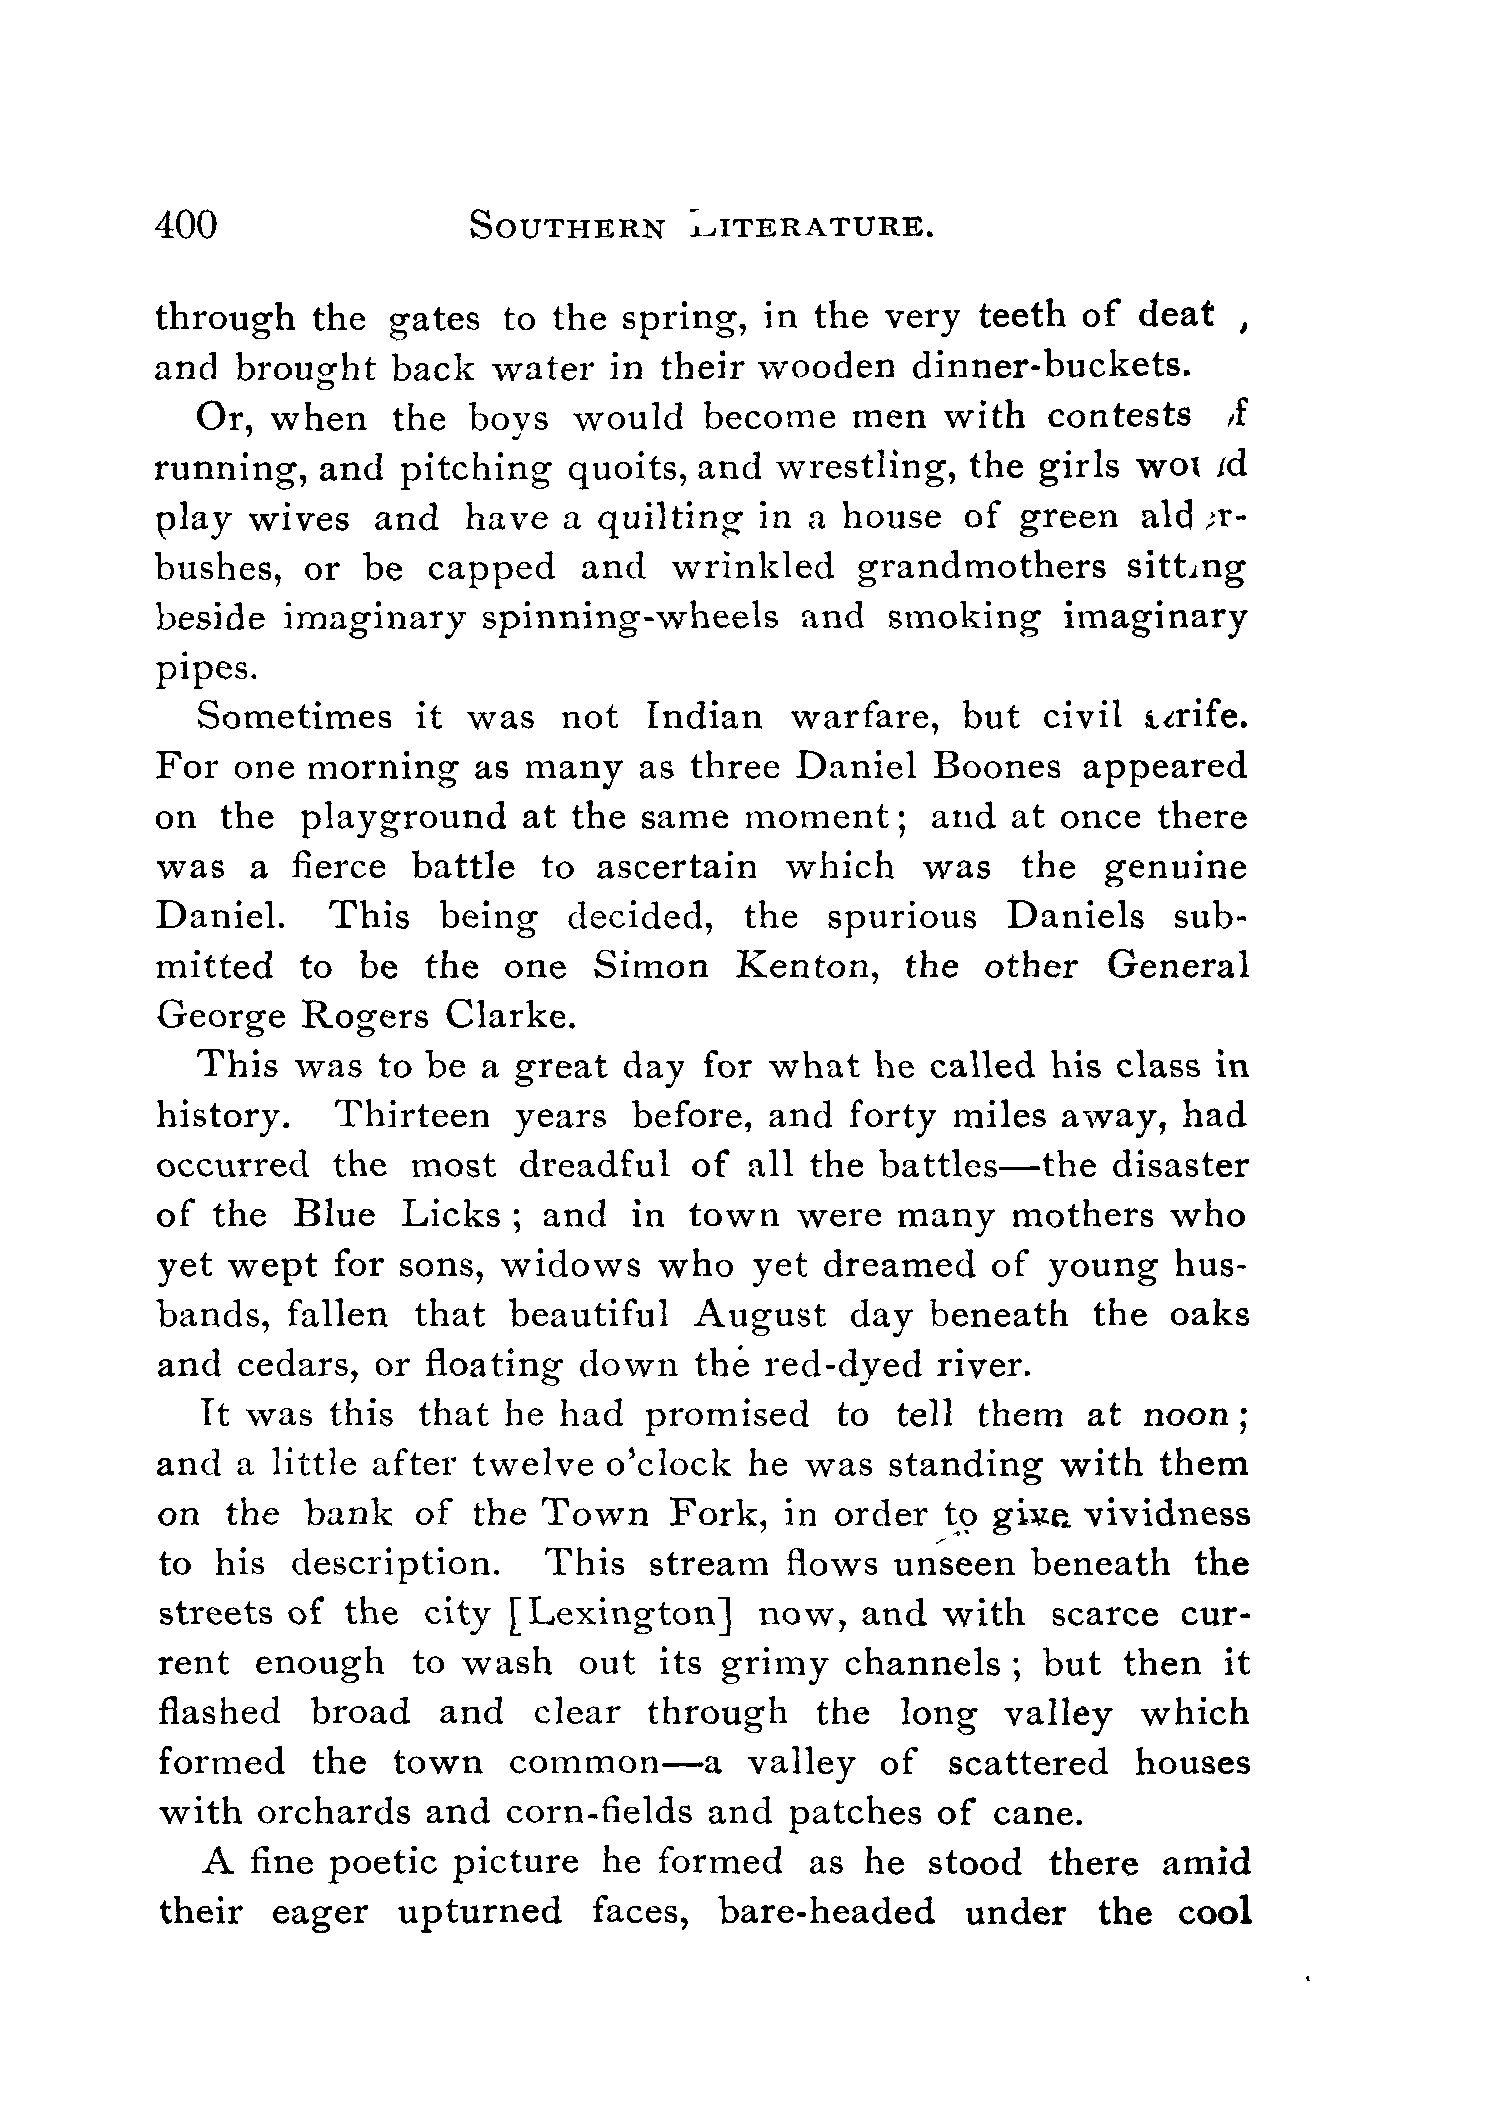 400 SOUTHERN LITERATURE.
through the gates to the spring, in the very teeth of death,
and brought back water in their wooden dinner-buckets.
Or, when the boys would become men with contests of
running, and pitching quoits, and wrestling, the girls would
play wives and have a quilting in a house of green alder-
bushes, or be capped and wrinkled grandmothers sitting
beside imaginary spinning-wheels and smoking imaginary
pipes.
Sometimes it was not Indian warfare, but civil strife.
For one morning as many as three Daniel Boones appeared
on the playground at the same moment; and at once there
was a fierce battle to ascertain which was the genuine
Daniel. This being decided, the spurious Daniels sub-
mitted to be the one Simon Kenton, the other General
George Rogers Clarke.
This was to be a great day for what he called his class in
history. Thirteen years before, and forty miles away, had
occurred the most dreadful of all the battles—the disaster
of the Blue Licks; and in town were many mothers who
yet wept for sons, widows who yet dreamed of young hus-
bands, fallen that beautiful August day beneath the oaks
and cedars, or floating down the red-dyed river.
It was this that he had promised to tell them at noon;
and a little after twelve o'clock he was standing with them
on the bank of the Town Fork, in order to give vividness
to his description. This stream flows unseen beneath the
streets of the city [Lexington] now, and with scarce cur-
rent enough to wash out its grimy channels; but then it
flashed broad and clear through the long valley which
formed the town common—a valley of scattered houses
with orchards and corn-fields and patches of cane.
A fine poetic picture he formed as he stood there amid
their eager upturned faces, bare-headed under the cool